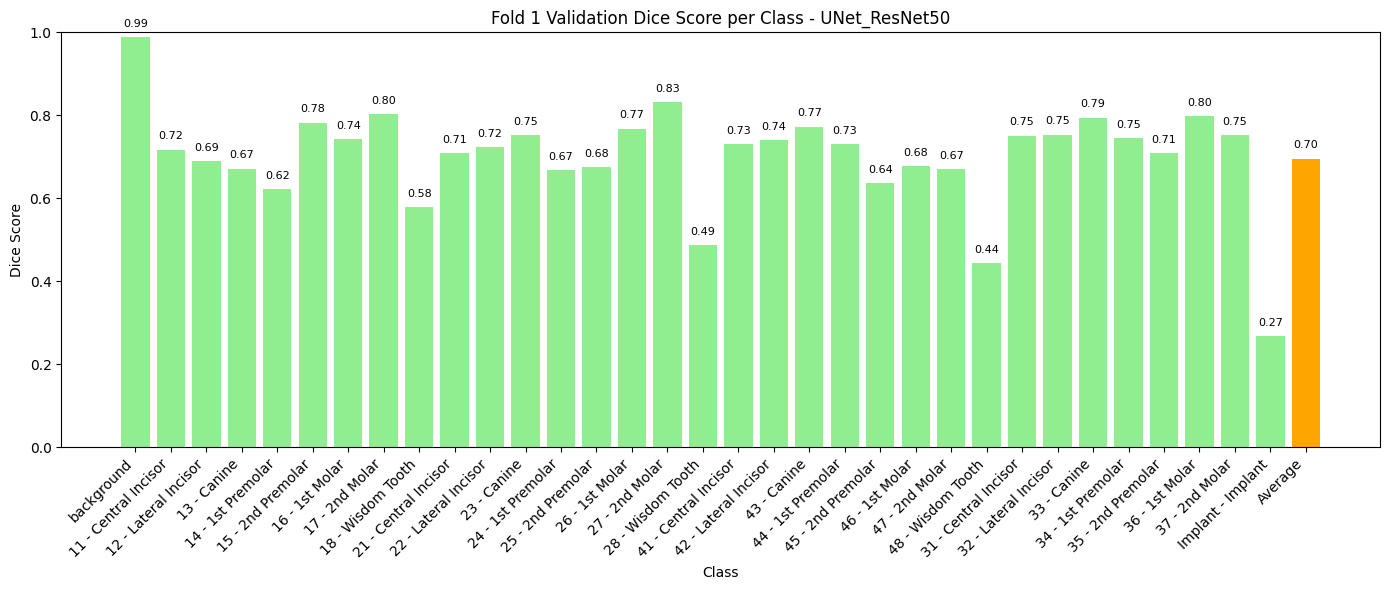 Fold 1 Validation Dice Score per Class - UNet_ResNet50
Dice Score
1.0
0.8
0.6
0.4
0.2
0.0
0.99
0.72
0.69
0.67
0.62
0.78
0.74
0.80
0.58
0.71
0.72
0.75
0.67
0.68
0.77
0.83
0.49
0.73
0.74
0.77
0.73
0.64
0.68
0.67
0.44
0.75
0.75
0.79
0.75
0.71
0.80
0.75
0.27
0.70
background
11 - Central Incisor
12 - Lateral Incisor
13 - Canine
14 - 1st Premolar
15 - 2nd Premolar
16 - 1st Molar
17 - 2nd Molar
18 - Wisdom Tooth
21 - Central Incisor
22 - Lateral Incisor
23 - Canine
24 - 1st Premolar
25 - 2nd Premolar
26 - 1st Molar
27 - 2nd Molar
28 - Wisdom Tooth
41 - Central Incisor
42 - Lateral Incisor
43 - Canine
44 - 1st Premolar
45 - 2nd Premolar
46 - 1st Molar
47 - 2nd Molar
48 - Wisdom Tooth
31 - Central Incisor
32 - Lateral Incisor
33 - Canine
34 - 1st Premolar
35 - 2nd Premolar
36 - 1st Molar
37 - 2nd Molar
Implant - Implant
Average
Class